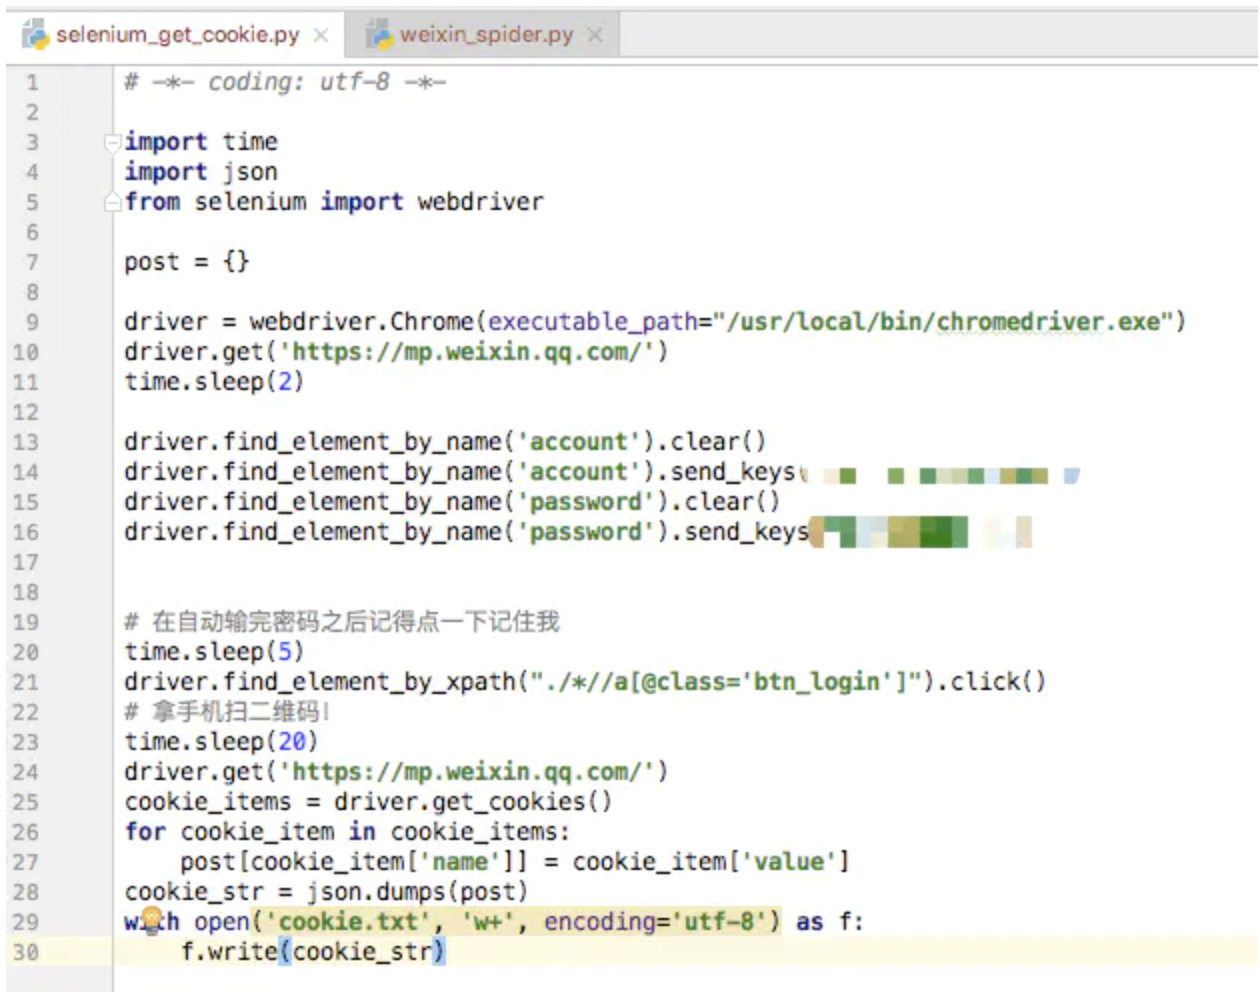 selenium_get_cookie.py × weixin_spider.py ×
1 # -*- coding: utf-8 -*-
2
3 import time
4 import json
5 from selenium import webdriver
6
7 post = {}
8
9 driver = webdriver.Chrome(executable_path="/usr/local/bin/chromedriver.exe")
10 driver.get('https://mp.weixin.qq.com/')
11 time.sleep(2)
12
13 driver.find_element_by_name('account').clear()
14 driver.find_element_by_name('account').send_keys(
15 driver.find_element_by_name('password').clear()
16 driver.find_element_by_name('password').send_keys
17
18
19 # 在自动输完密码之后记得点一下记住我
20 time.sleep(5)
21 driver.find_element_by_xpath("./*//a[@class='btn_login']").click()
22 # 拿手机扫二维码!
23 time.sleep(20)
24 driver.get('https://mp.weixin.qq.com/')
25 cookie_items = driver.get_cookies()
26 for cookie_item in cookie_items:
27     post[cookie_item['name']] = cookie_item['value']
28 cookie_str = json.dumps(post)
29 with open('cookie.txt', 'w+', encoding='utf-8') as f:
30     f.write(cookie_str)